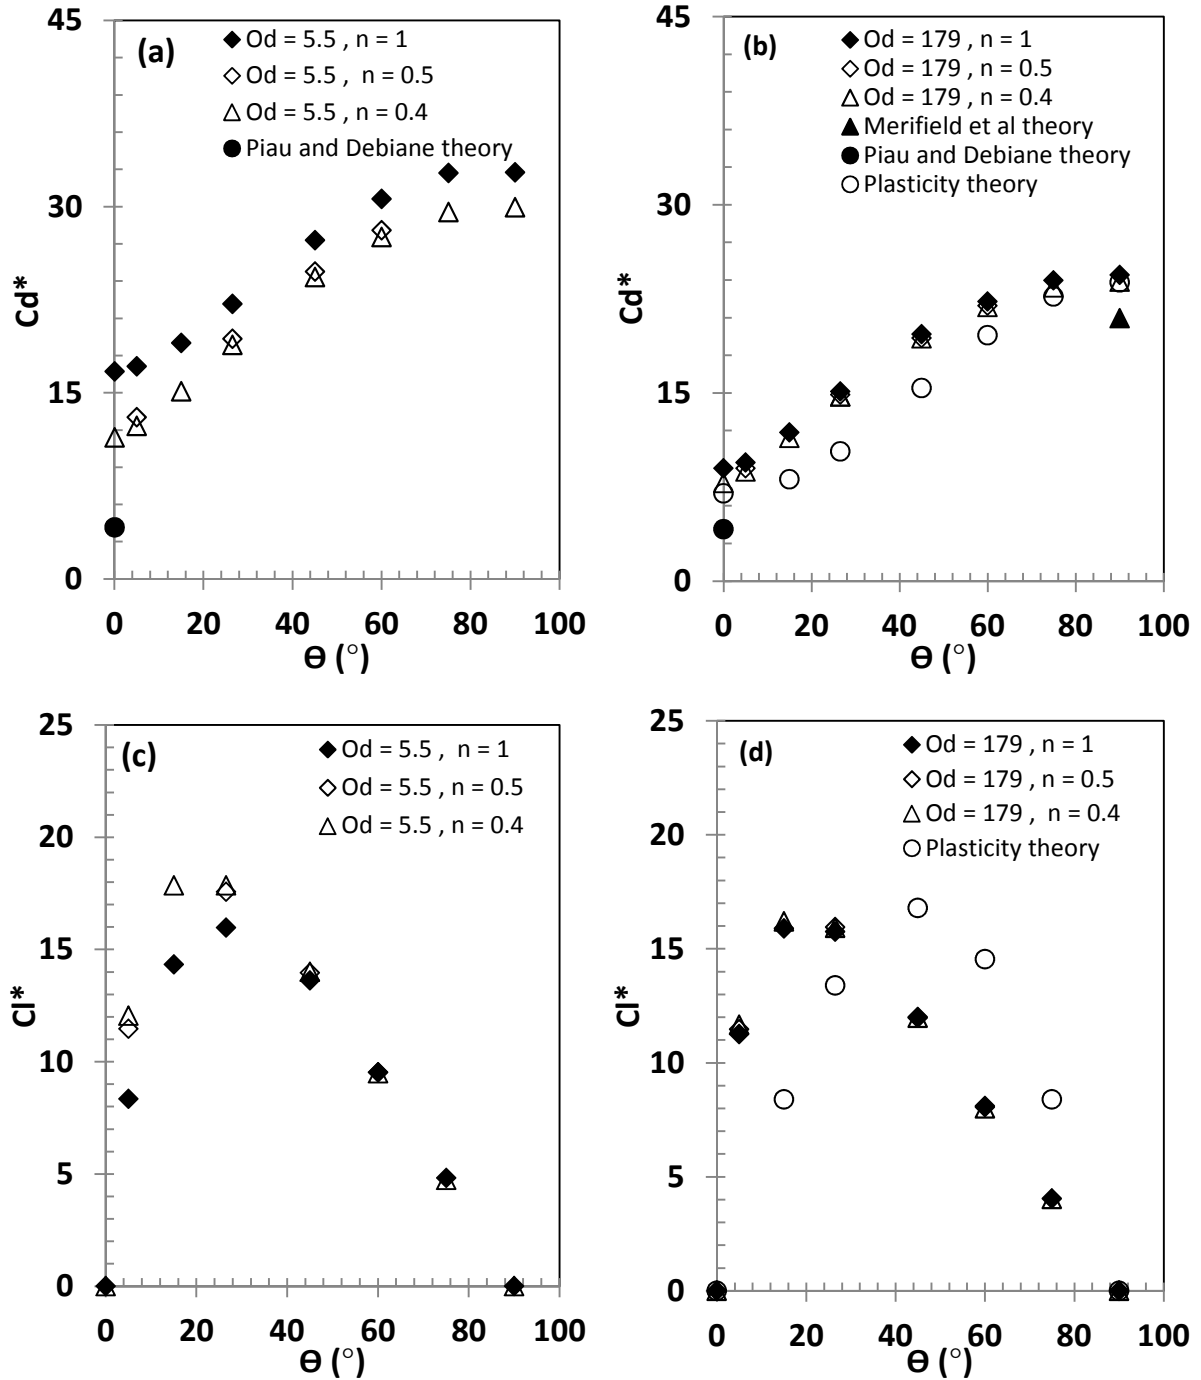 (a)
Od = 5.5 , n = 1
Od = 5.5 , n = 0.5
Od = 5.5 , n = 0.4
Piau and Debiane theory
45
30
15
0
Cd*
0 20 40 60 80 100
Ɵ (°)
(b)
Od = 179 , n = 1
Od = 179 , n = 0.5
Od = 179 , n = 0.4
Merifield et al theory
Piau and Debiane theory
Plasticity theory
45
30
15
0
Cd*
0 20 40 60 80 100
Ɵ (°)
(c)
Od = 5.5 , n = 1
Od = 5.5 , n = 0.5
Od = 5.5 , n = 0.4
25
20
15
10
5
0
Cl*
0 20 40 60 80 100
Ɵ (°)
(d)
Od = 179 , n = 1
Od = 179 , n = 0.5
Od = 179 , n = 0.4
Plasticity theory
25
20
15
10
5
0
Cl*
0 20 40 60 80 100
Ɵ (°)